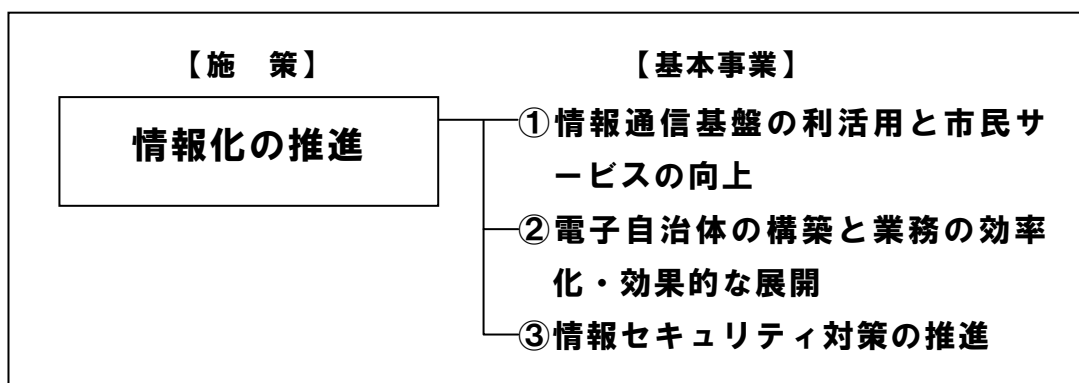 【施　策】
【基本事業】
情報化の推進
①情報通信基盤の利活用と市民サ
ービスの向上
②電子自治体の構築と業務の効率
化・効果的な展開
③情報セキュリティ対策の推進